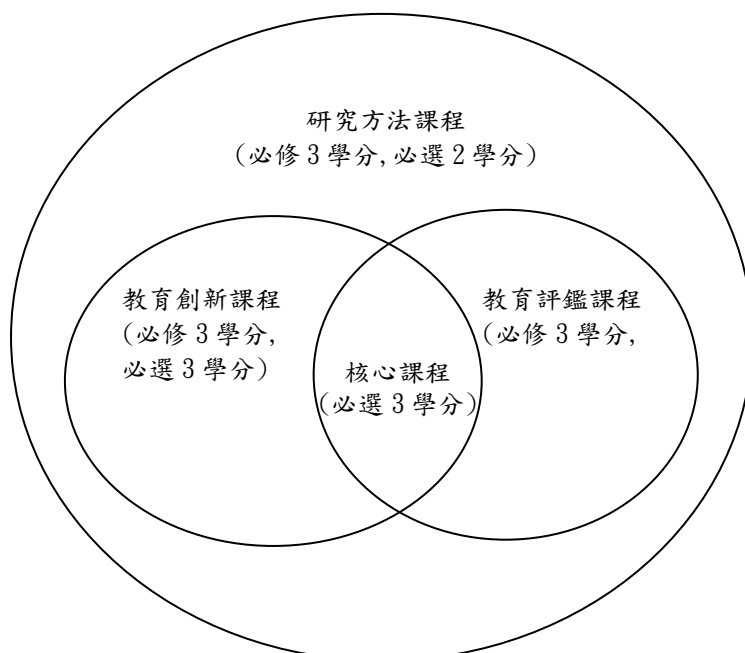 研究方法課程
（必修 3 學分, 必選 2 學分）
教育創新課程
（必修 3 學分,
必選 3 學分）
教育評鑑課程
（必修 3 學分,
核心課程
（必選 3 學分）